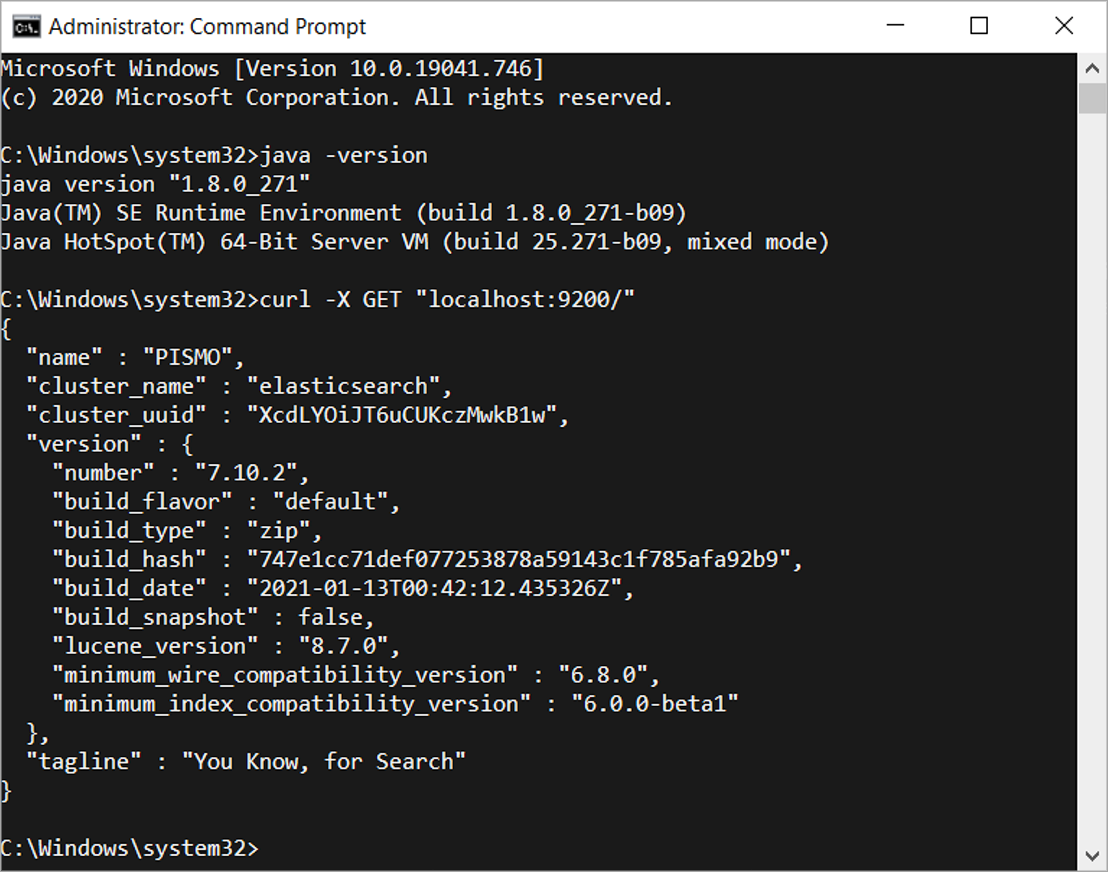 Administrator: Command Prompt
Microsoft Windows [Version 10.0.19041.746]
(c) 2020 Microsoft Corporation. All rights reserved.
C:\Windows\system32>java -version
java version "1.8.0_271"
Java(TM) SE Runtime Environment (build 1.8.0_271-b09)
Java HotSpot(TM) 64-Bit Server VM (build 25.271-b09, mixed mode)
C:\Windows\system32>curl -X GET "localhost:9200/"
{
  "name" : "PISMO",
  "cluster_name" : "elasticsearch",
  "cluster_uuid" : "XcdLYOiJT6uCUKczMwkB1w",
  "version" : {
    "number" : "7.10.2",
    "build_flavor" : "default",
    "build_type" : "zip",
    "build_hash" : "747e1cc71def077253878a59143c1f785afa92b9",
    "build_date" : "2021-01-13T00:42:12.435326Z",
    "build_snapshot" : false,
    "lucene_version" : "8.7.0",
    "minimum_wire_compatibility_version" : "6.8.0",
    "minimum_index_compatibility_version" : "6.0.0-beta1"
  },
  "tagline" : "You Know, for Search"
}
C:\Windows\system32>